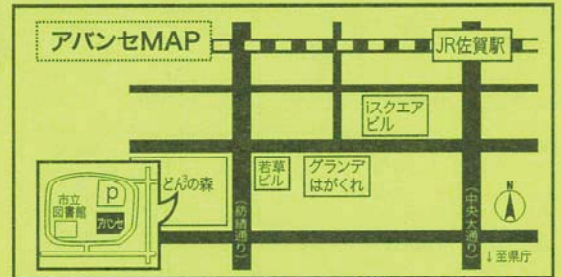 アバンセMAP
JR佐賀駅
iスクエア
ビル
どん3の森
若草
ビル
グランデ
はがくれ
市立
図書館
P
アバンセ
(中央大通り)
N
↓至県庁